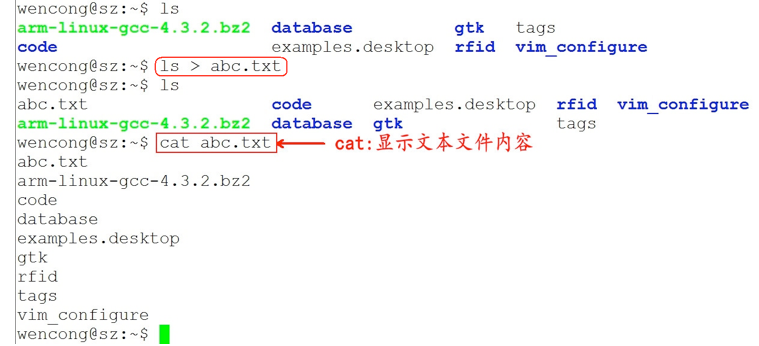 wencong@sz:~$ ls
arm-linux-gcc-4.3.2.bz2 database gtk tags
code examples.desktop rfid vim_configure
wencong@sz:~$ ls > abc.txt
wencong@sz:~$ ls
abc.txt code examples.desktop rfid vim_configure
arm-linux-gcc-4.3.2.bz2 database gtk tags
wencong@sz:~$ cat abc.txt cat:显示文本文件内容
abc.txt
arm-linux-gcc-4.3.2.bz2
code
database
examples.desktop
gtk
rfid
tags
vim_configure
wencong@sz:~$